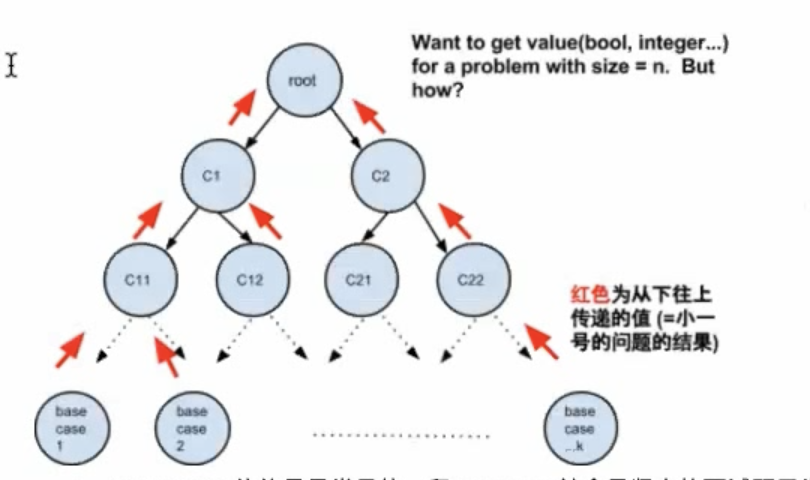 Want to get value(bool, integer...)
for a problem with size = n. But
how?
root
C1
C2
C11
C12
C21
C22
红色为从下往上
传递的值 (=小一
号的问题的结果)
base
case
1
base
case
2
base
case
...k